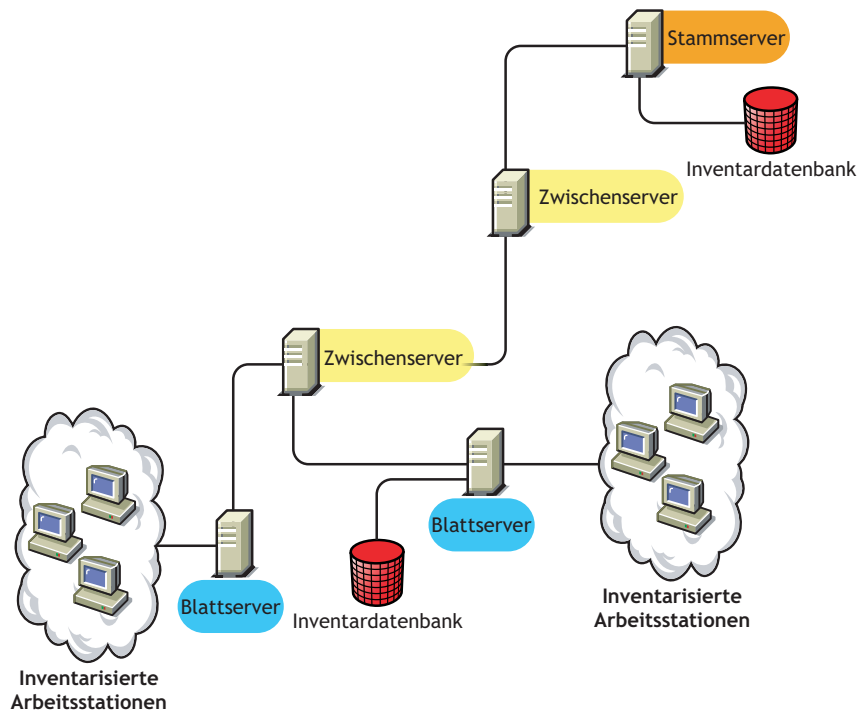 Stammserver
Inventardatenbank
Zwischenserver
Zwischenserver
Blattserver
Inventarisierte
Arbeitsstationen
Blattserver
Inventardatenbank
Inventarisierte
Arbeitsstationen